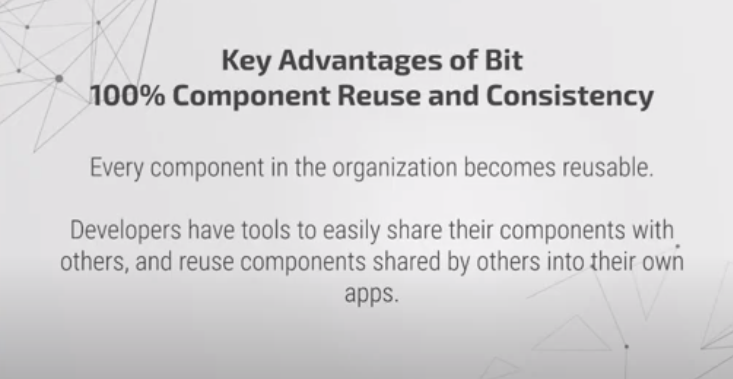 Key Advantages of Bit
100% Component Reuse and Consistency
Every component in the organization becomes reusable.
Developers have tools to easily share their components with
others, and reuse components shared by others into their own
apps.